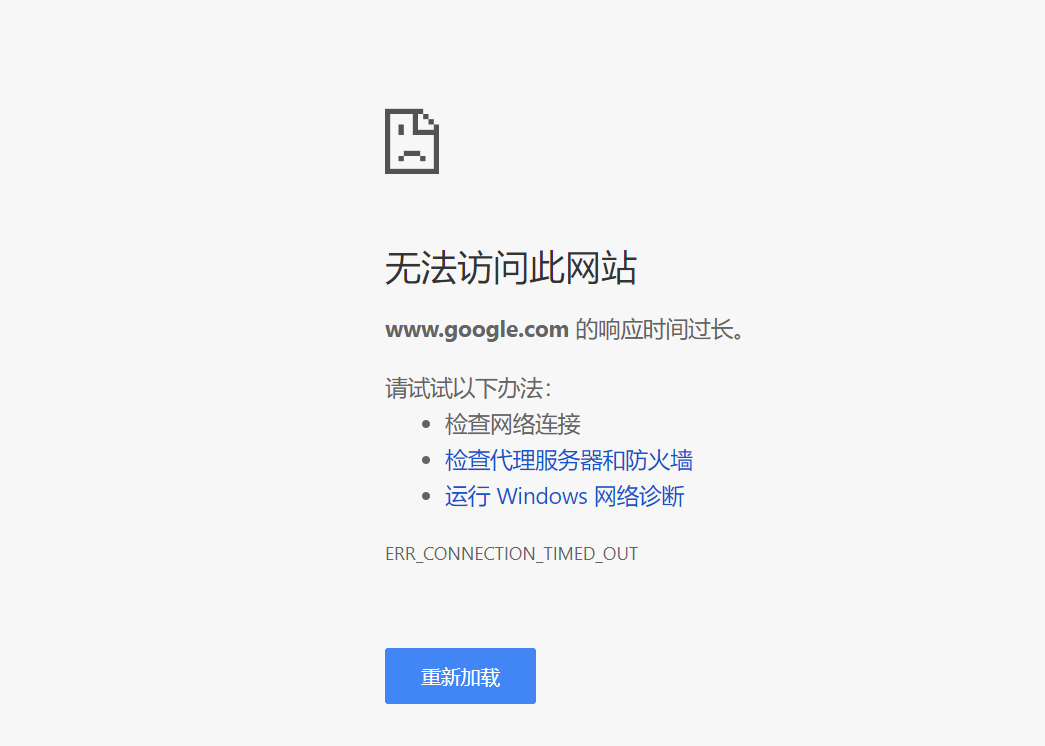 无法访问此网站
www.google.com 的响应时间过长。
请试试以下办法：
检查网络连接
检查代理服务器和防火墙
运行 Windows 网络诊断
ERR_CONNECTION_TIMED_OUT
重新加载